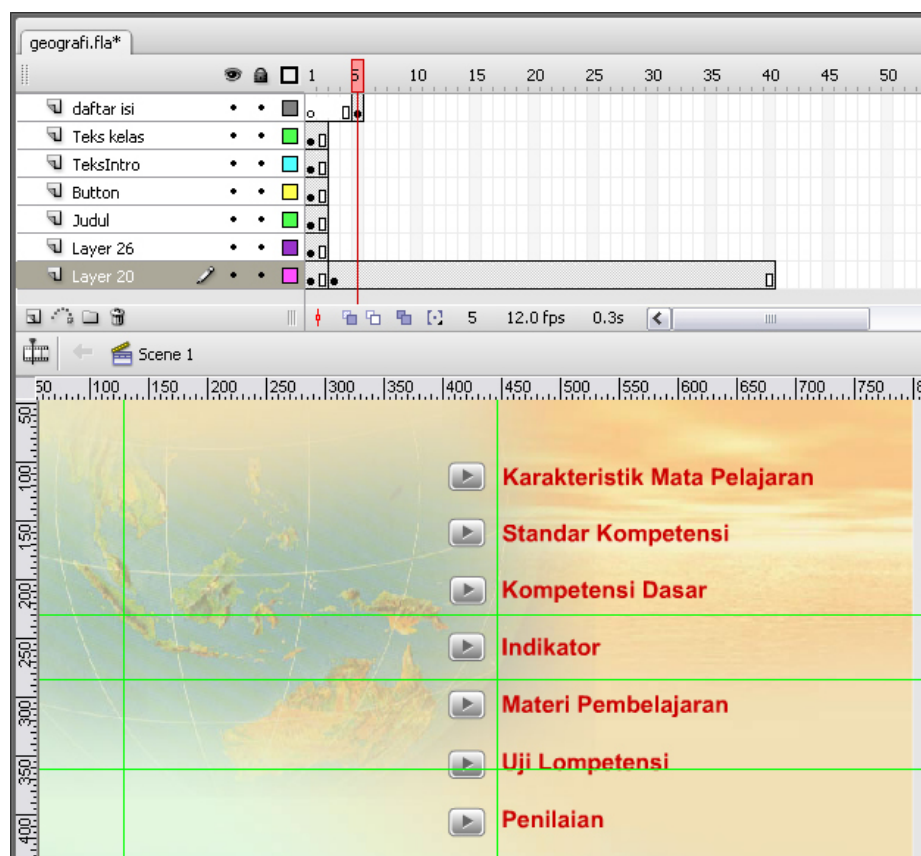 geografi.fla*
1 5 10 15 20 25 30 35 40 45 50
daftar isi
Teks kelas
TeksIntro
Button
Judul
Layer 26
Layer 20
5 12.0 fps 0.3s
Scene 1
50 100 150 200 250 300 350 400 450 500 550 600 650 700 750
50
100
Karakteristik Mata Pelajaran
150
Standar Kompetensi
200
Kompetensi Dasar
250
Indikator
300
Materi Pembelajaran
350
Uji Lompetensi
400
Penilaian